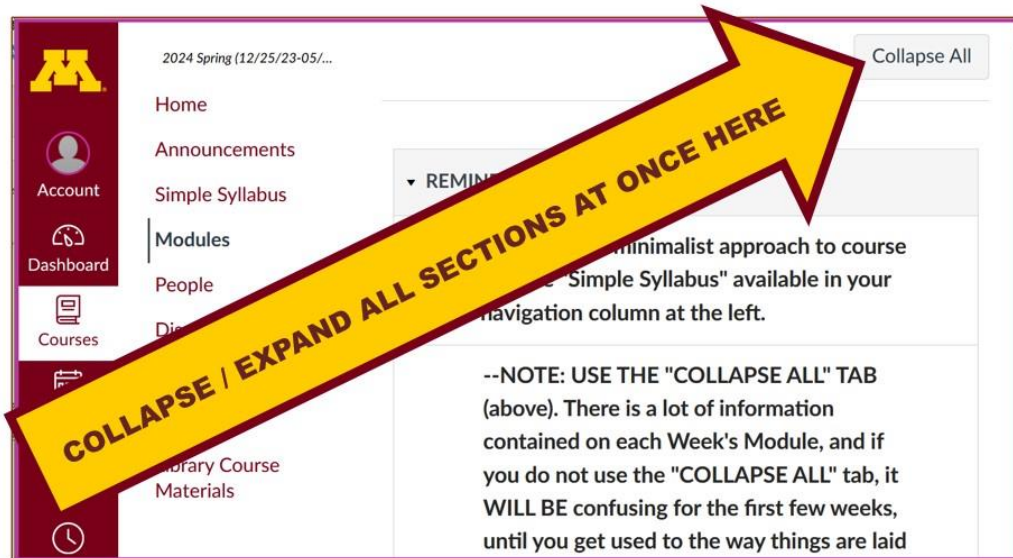 M
2024 Spring (12/25/23-05/...
Collapse All
Home
Announcements
Simple Syllabus
Modules
People
Account
Dashboard
Courses
Library Course
Materials
COLLAPSE / EXPAND ALL SECTIONS AT ONCE HERE
minimalist approach to course
"Simple Syllabus" available in your
navigation column at the left.
--NOTE: USE THE "COLLAPSE ALL" TAB
(above). There is a lot of information
contained on each Week's Module, and if
you do not use the "COLLAPSE ALL" tab, it
WILL BE confusing for the first few weeks,
until you get used to the way things are laid